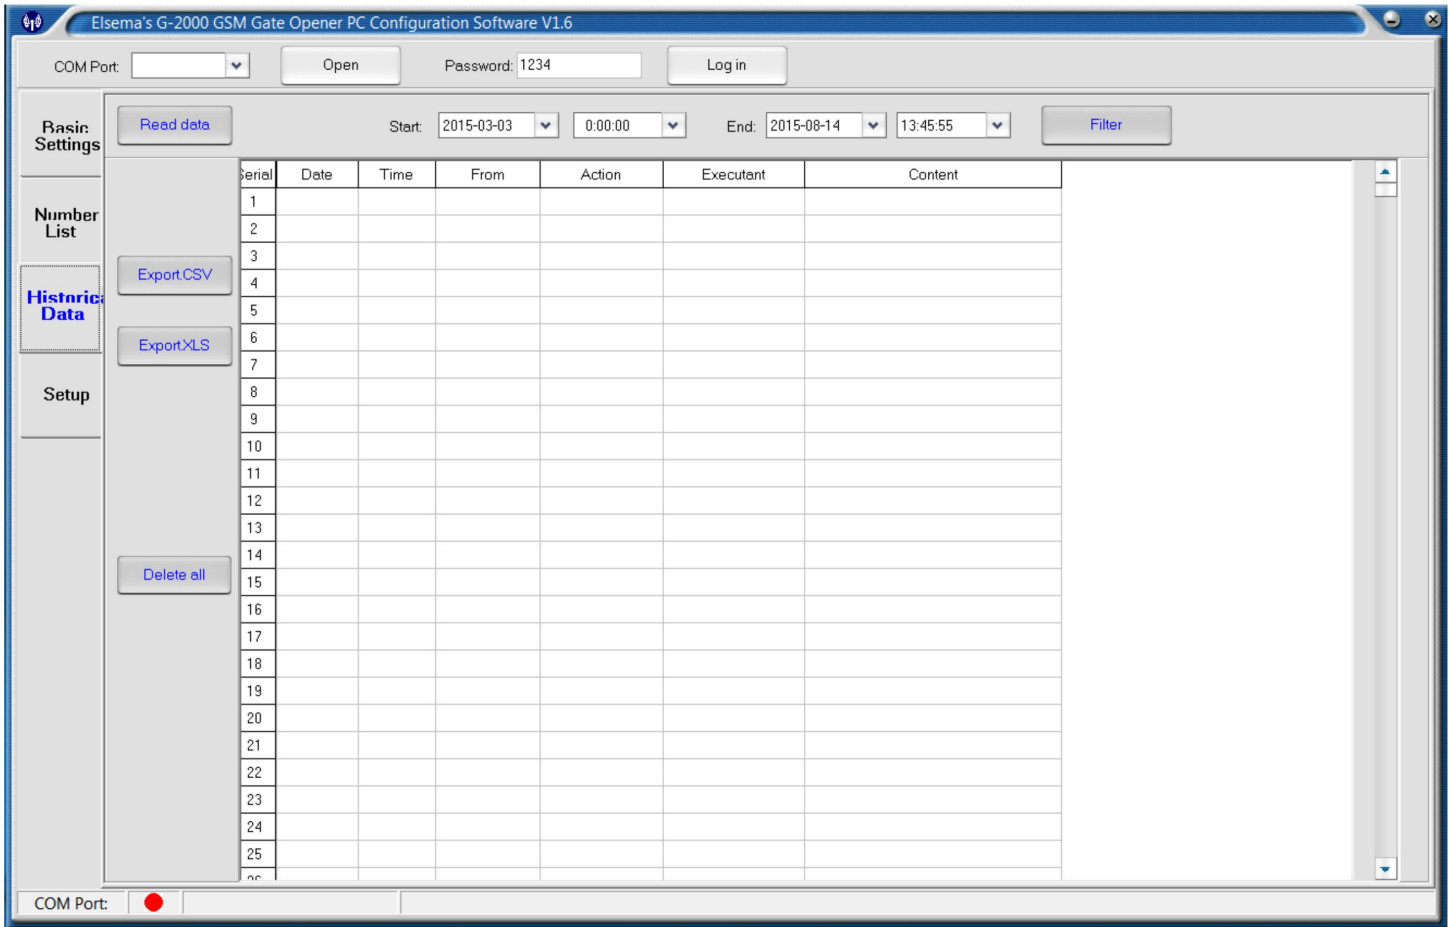 Elsema's G-2000 GSM Gate Opener PC Configuration Software V1.6
COM Port: Open Password: 1234 Log in
Basic
Settings
Read data Start: 2015-03-03 0:00:00 End: 2015-08-14 13:45:55 Filter
Serial Date Time From Action Executant Content
1
2
3
4
5
6
7
8
9
10
11
12
13
14
15
16
17
18
19
20
21
22
23
24
25
Number
List
Export.CSV
Historica
Data
Export.XLS
Setup
Delete all
COM Port: